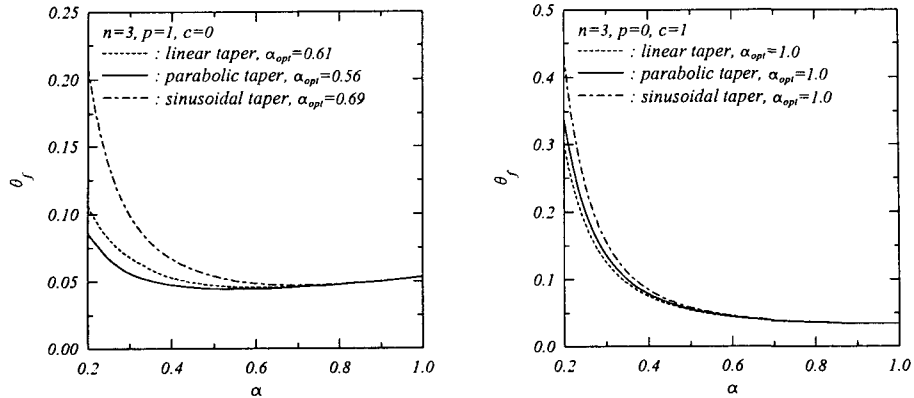 n=3, p=1, c=0
: linear taper, α_opt=0.61
: parabolic taper, α_opt=0.56
: sinusoidal taper, α_opt=0.69
0.25
0.20
0.15
0.10
0.05
0.00
θ_f
0.2 0.4 0.6 0.8 1.0
α
n=3, p=0, c=1
: linear taper, α_opt=1.0
: parabolic taper, α_opt=1.0
: sinusoidal taper, α_opt=1.0
0.5
0.4
0.3
0.2
0.1
0.0
θ_f
0.2 0.4 0.6 0.8 1.0
α